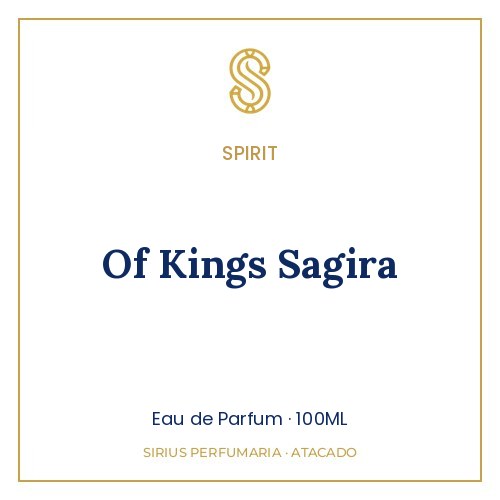 SPIRIT
Of Kings Sagira
Eau de Parfum · 100ML
SIRIUS PERFUMARIA · ATACADO